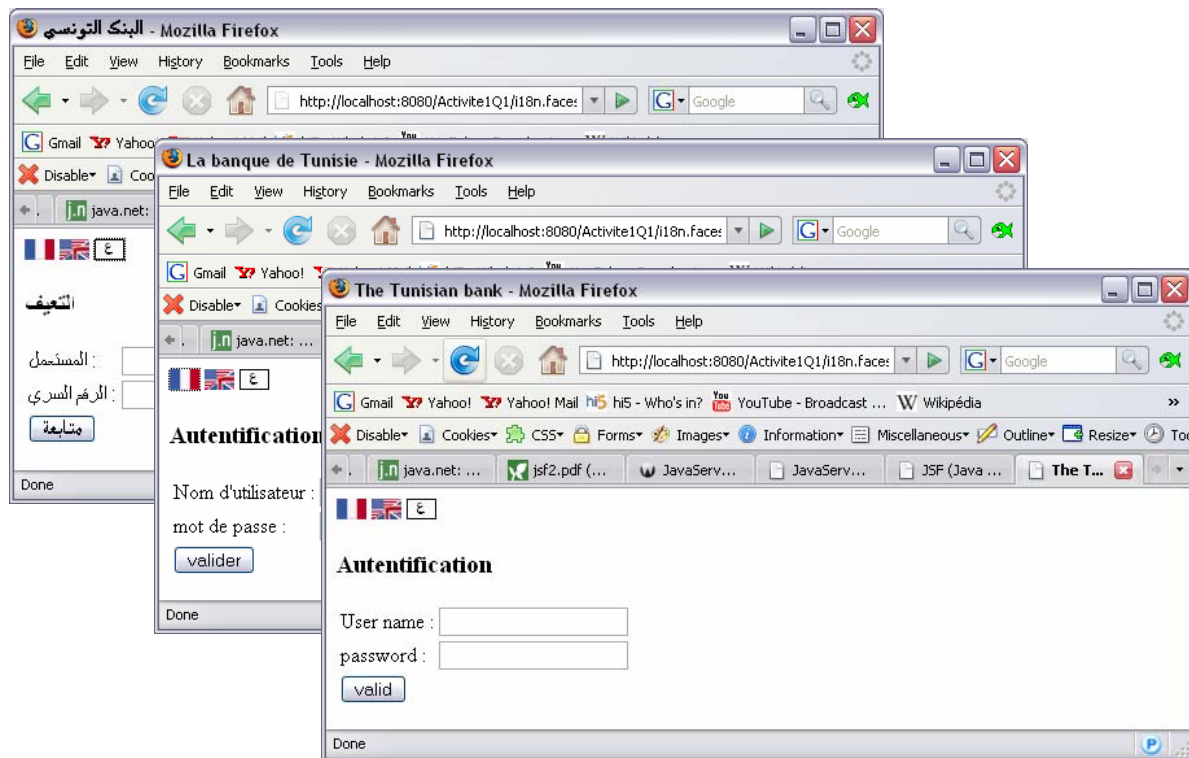 البنك التونسي - Mozilla Firefox
File Edit View History Bookmarks Tools Help
http://localhost:8080/Activite1Q1/i18n.faces G Google
G Gmail Y? Yahoo
Disable
j.n java.net:
ع
التعيف
المستعمل :
الرقم السري :
متابعة
Done
La banque de Tunisie - Mozilla Firefox
File Edit View History Bookmarks Tools Help
http://localhost:8080/Activite1Q1/i18n.faces G Google
G Gmail Y? Yahoo!
Disable Cookies
j.n java.net: ...
ع
Autentification
Nom d'utilisateur :
mot de passe :
valider
Done
The Tunisian bank - Mozilla Firefox
File Edit View History Bookmarks Tools Help
http://localhost:8080/Activite1Q1/i18n.faces G Google
G Gmail Y? Yahoo! Y? Yahoo! Mail hi5 hi5 - Who's in? You Tube YouTube - Broadcast ... W Wikipédia »
Disable Cookies CSS Forms Images Information Miscellaneous Outline Resize Too
j.n java.net: ... jsf2.pdf (... JavaServ... JavaServ... JSF (Java ... The T...
ع
Autentification
User name :
password :
valid
Done P